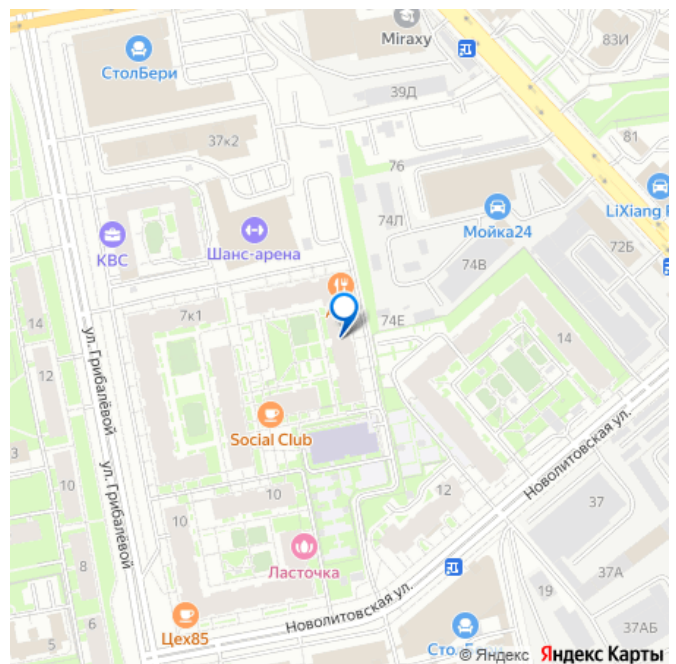 Miraxy
83И
СтолБери
39Д
37к2
81
76
LiXiang
74Л
Мойка24
КВС
Шанс-арена
72Б
74В
7к1
74Е
14
14
12
ул. Грибалёвой
Social Club
Новолитовская ул.
3
ул. Грибалёвой
10
10
12
37
10
Ласточка
8
37А
19
Новолитовская ул.
Цех85
5
37АБ
© Яндекс Яндекс Карты